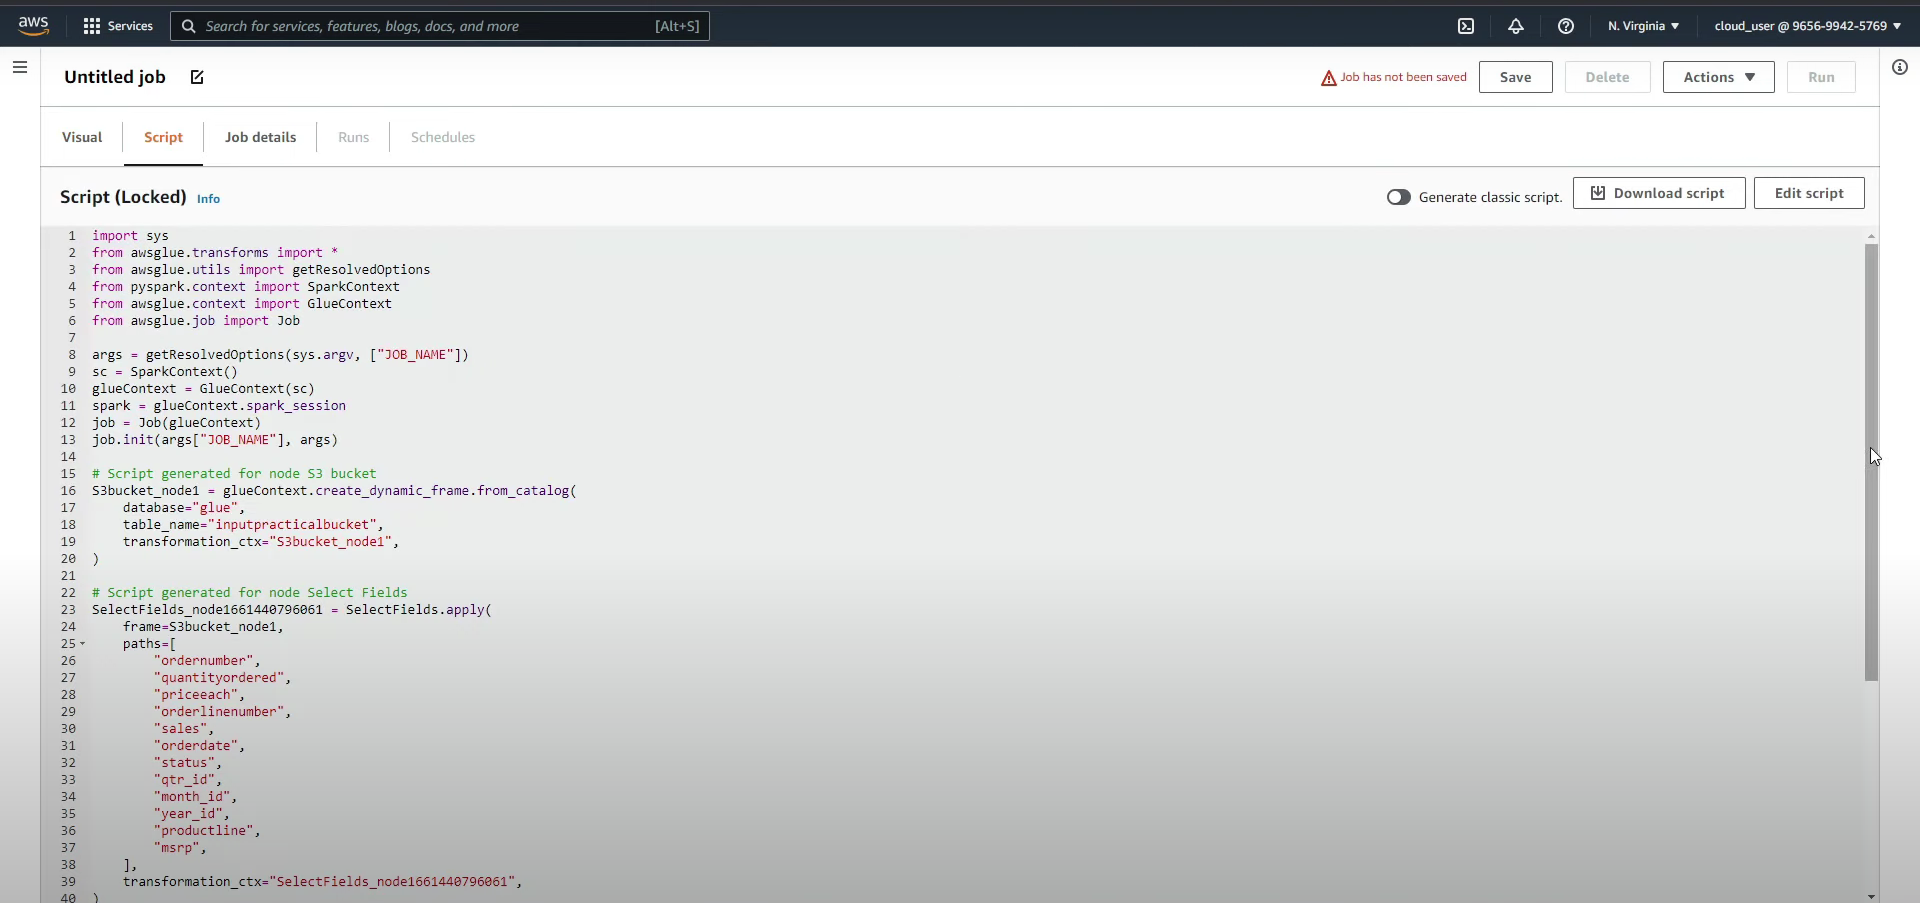 aws Services Search for services, features, blogs, docs, and more [Alt+S] N. Virginia ▼ cloud_user @ 9656-9942-5769 ▼
Untitled job Job has not been saved Save Delete Actions ▼ Run
Visual Script Job details Runs Schedules
Script (Locked) Info Generate classic script. Download script Edit script
1 import sys
2 from awsglue.transforms import *
3 from awsglue.utils import getResolvedOptions
4 from pyspark.context import SparkContext
5 from awsglue.context import GlueContext
6 from awsglue.job import Job
7
8 args = getResolvedOptions(sys.argv, ["JOB_NAME"])
9 sc = SparkContext()
10 glueContext = GlueContext(sc)
11 spark = glueContext.spark_session
12 job = Job(glueContext)
13 job.init(args["JOB_NAME"], args)
14
15 # Script generated for node S3 bucket
16 S3bucket_node1 = glueContext.create_dynamic_frame.from_catalog(
17     database="glue",
18     table_name="inputpracticalbucket",
19     transformation_ctx="S3bucket_node1",
20 )
21
22 # Script generated for node Select Fields
23 SelectFields_node1661440796061 = SelectFields.apply(
24     frame=S3bucket_node1,
25     paths=[
26         "ordernumber",
27         "quantityordered",
28         "priceeach",
29         "orderlinenumber",
30         "sales",
31         "orderdate",
32         "status",
33         "qtr_id",
34         "month_id",
35         "year_id",
36         "productline",
37         "msrp",
38     ],
39     transformation_ctx="SelectFields_node1661440796061",
40 )